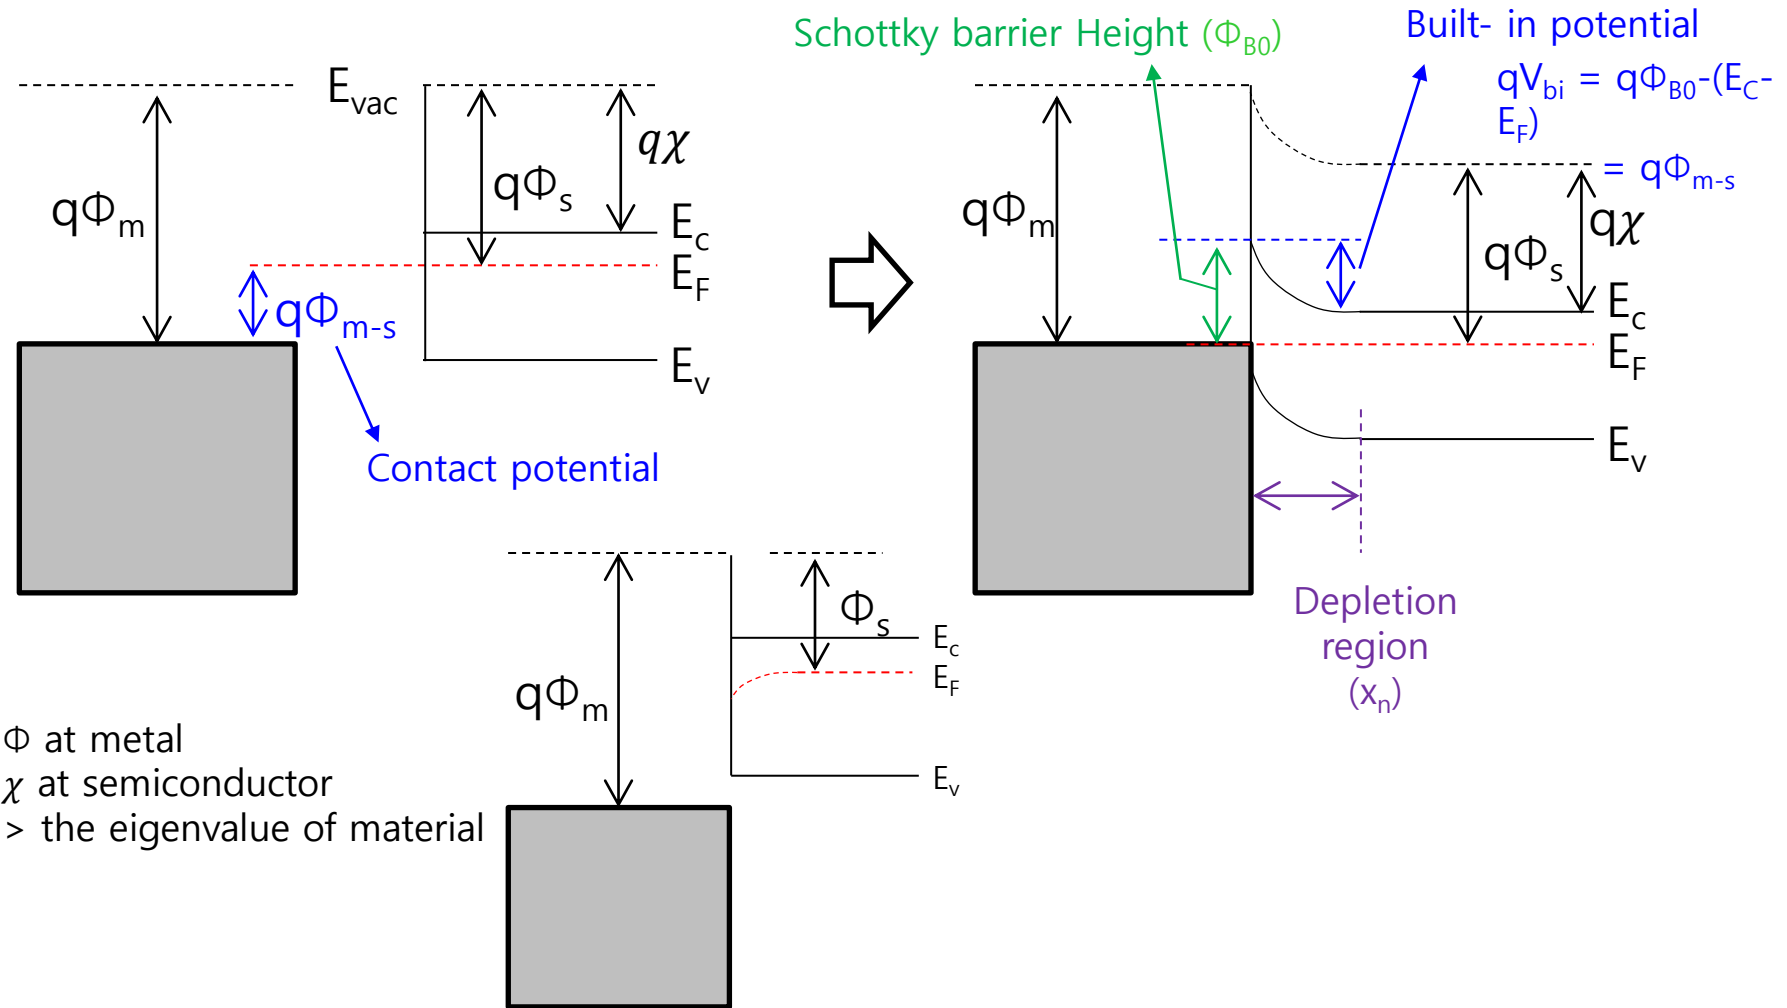 Schottky barrier Height (Φ_B0)
Built- in potential
qV_bi = qΦ_B0-(E_C-
E_F)
= qΦ_m-s
E_vac
qΦ_m
qΦ_s
qχ
E_c
E_F
E_v
qΦ_m-s
Contact potential
qΦ_m
qΦ_s
qχ
E_c
E_F
E_v
Depletion
region
(x_n)
qΦ_m
Φ_s
E_c
E_F
E_v
Φ at metal
χ at semiconductor
> the eigenvalue of material